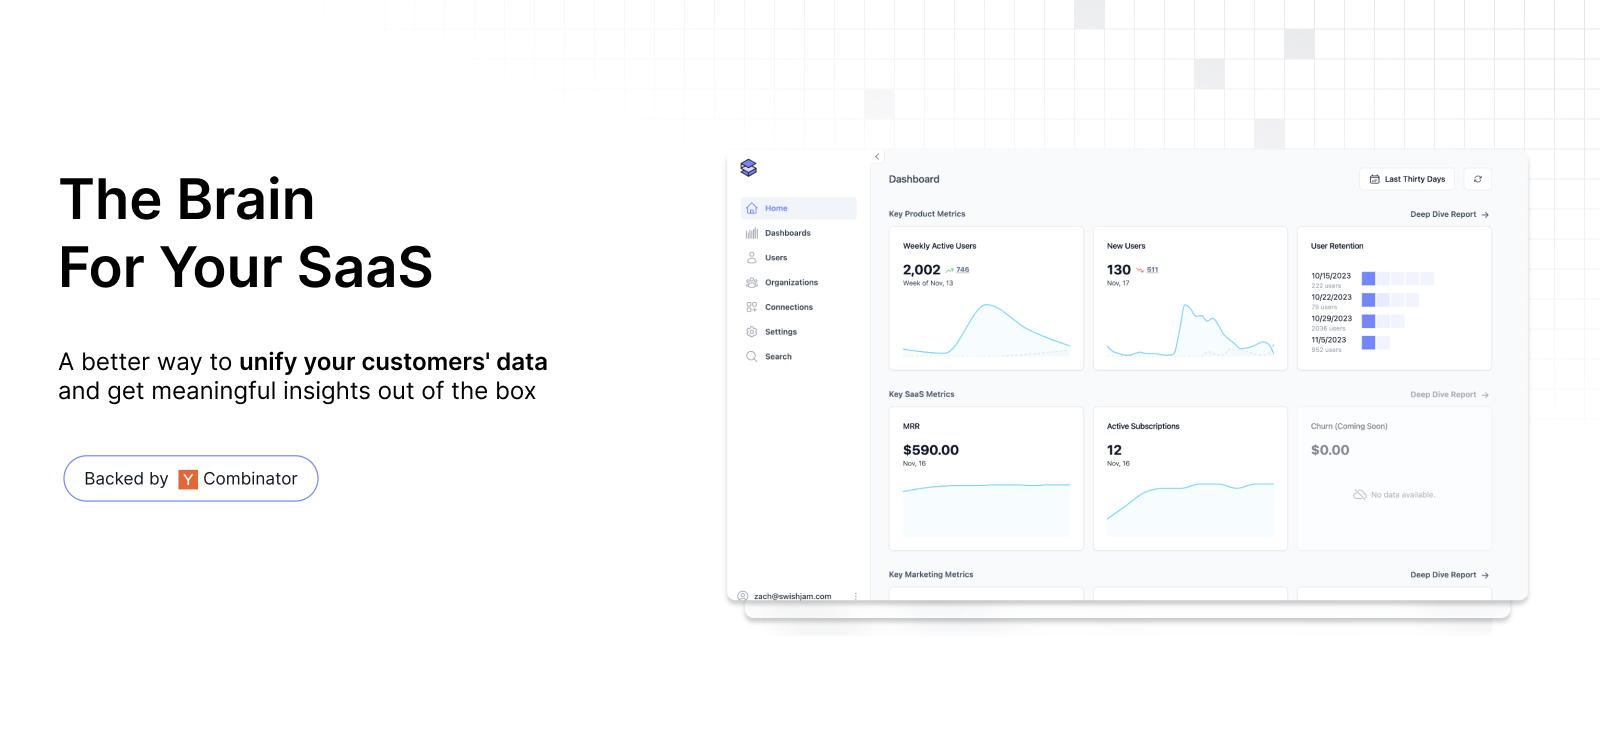 The Brain
For Your SaaS
A better way to unify your customers' data
and get meaningful insights out of the box
Backed by Y Combinator
Home
Dashboards
Users
Organizations
Connections
Settings
Search
zach@swishjam.com
Dashboard
Last Thirty Days
Key Product Metrics
Deep Dive Report →
Weekly Active Users
2,002 746
Week of Nov, 13
New Users
130 511
Nov, 17
User Retention
10/15/2023
222 users
10/22/2023
79 users
10/29/2023
2036 users
11/5/2023
952 users
Key SaaS Metrics
Deep Dive Report →
MRR
$590.00
Nov, 16
Active Subscriptions
12
Nov, 16
Churn (Coming Soon)
$0.00
No data available.
Key Marketing Metrics
Deep Dive Report →